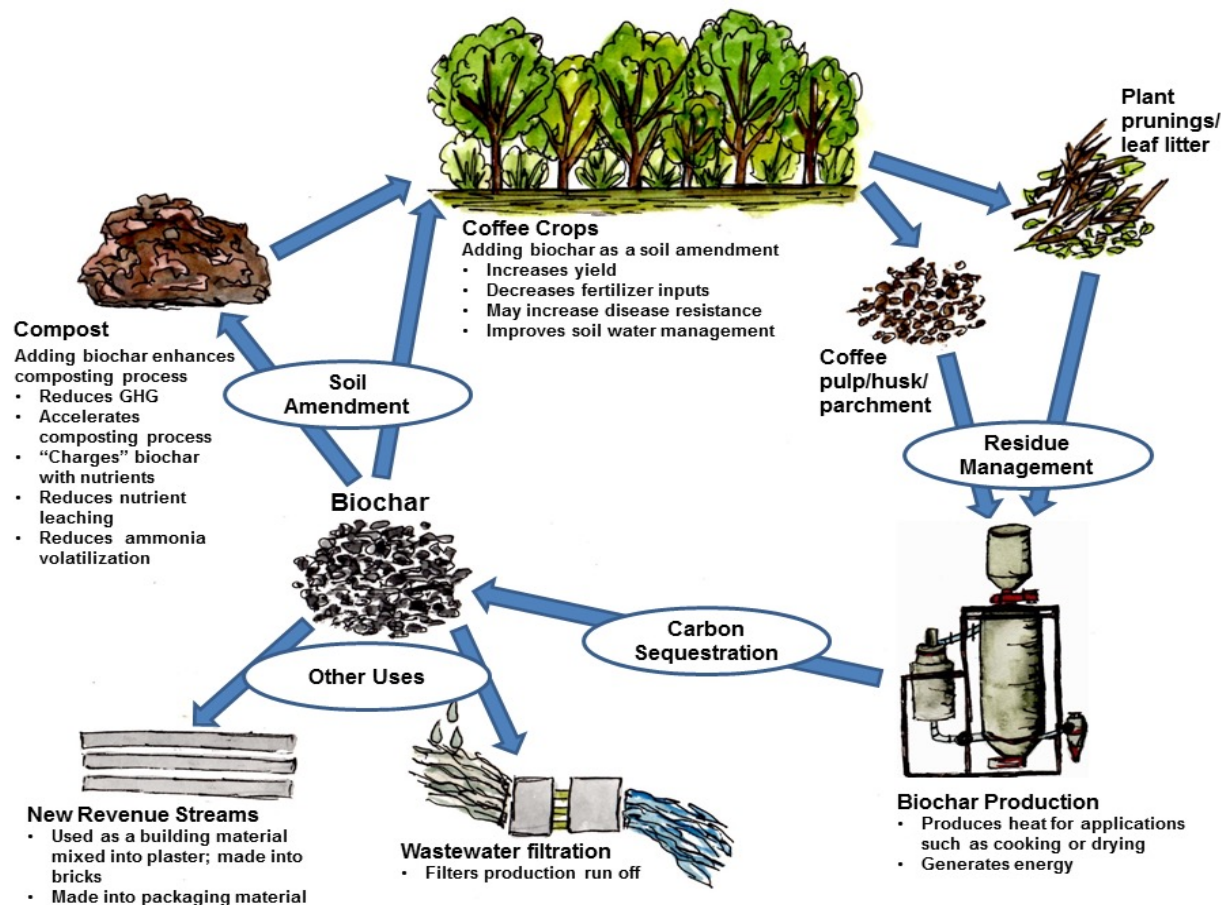 Plant
prunings/
leaf litter
Coffee Crops
Adding biochar as a soil amendment
• Increases yield
• Decreases fertilizer inputs
• May increase disease resistance
• Improves soil water management
Coffee
pulp/husk/
parchment
Compost
Adding biochar enhances
composting process
• Reduces GHG
• Accelerates
composting process
• “Charges” biochar
with nutrients
• Reduces nutrient
leaching
• Reduces ammonia
volatilization
Soil
Amendment
Residue
Management
Biochar
Carbon
Sequestration
Other Uses
New Revenue Streams
• Used as a building material
mixed into plaster; made into
bricks
• Made into packaging material
Wastewater filtration
• Filters production run off
Biochar Production
• Produces heat for applications
such as cooking or drying
• Generates energy